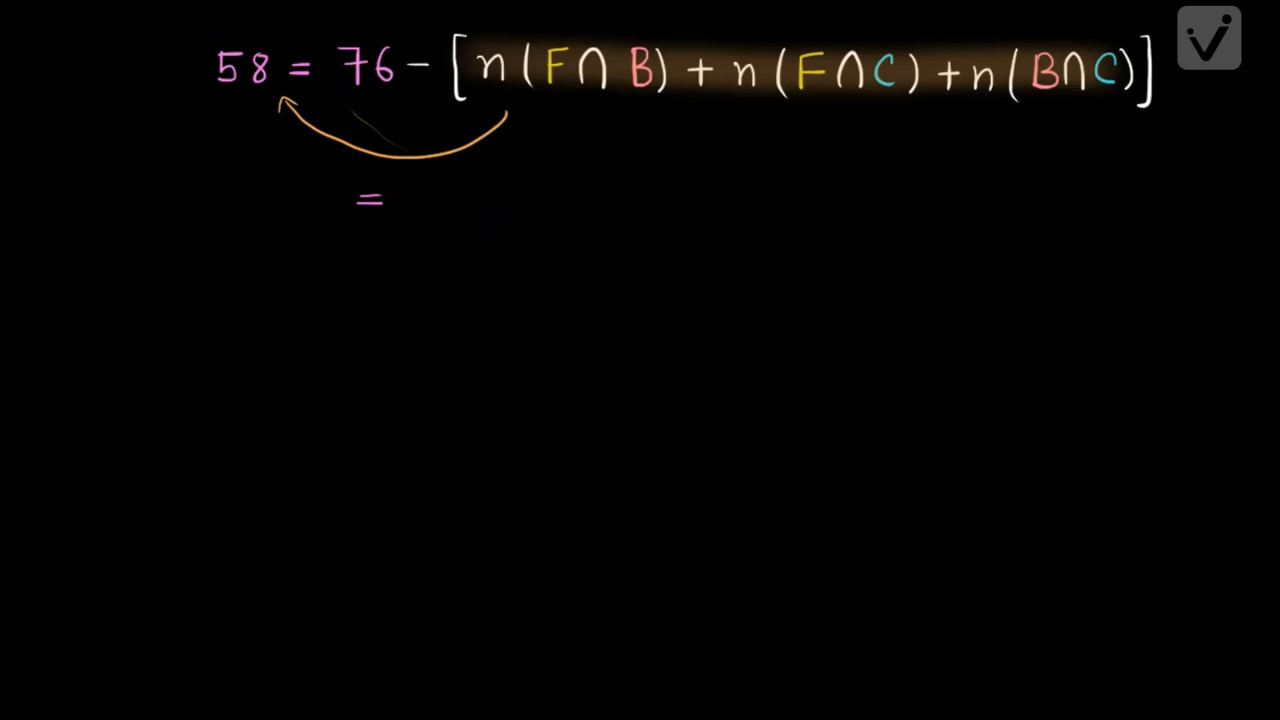 58 = 76 - [n(F∩B) + n(F∩C) + n(B∩C)]
=